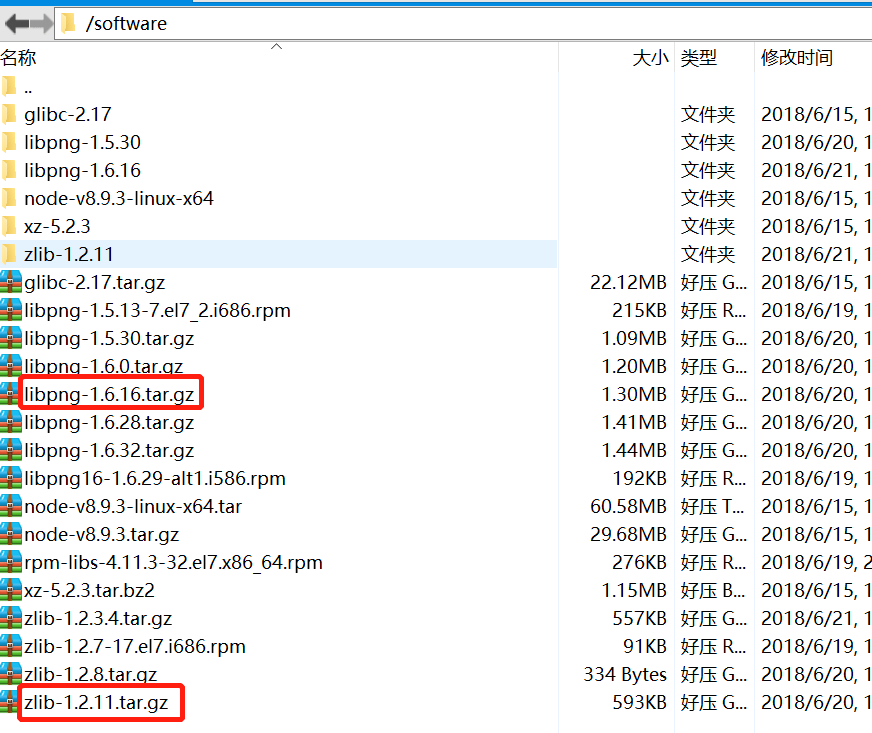 /software
名称 大小 类型 修改时间
..
glibc-2.17 文件夹 2018/6/15, 1
libpng-1.5.30 文件夹 2018/6/20, 1
libpng-1.6.16 文件夹 2018/6/21, 1
node-v8.9.3-linux-x64 文件夹 2018/6/15, 1
xz-5.2.3 文件夹 2018/6/15, 1
zlib-1.2.11 文件夹 2018/6/21, 1
glibc-2.17.tar.gz 22.12MB 好压 G... 2018/6/15, 1
libpng-1.5.13-7.el7_2.i686.rpm 215KB 好压 R... 2018/6/19, 1
libpng-1.5.30.tar.gz 1.09MB 好压 G... 2018/6/20, 1
libpng-1.6.0.tar.gz 1.20MB 好压 G... 2018/6/20, 1
libpng-1.6.16.tar.gz 1.30MB 好压 G... 2018/6/20, 1
libpng-1.6.28.tar.gz 1.41MB 好压 G... 2018/6/20, 1
libpng-1.6.32.tar.gz 1.44MB 好压 G... 2018/6/20, 1
libpng16-1.6.29-alt1.i586.rpm 192KB 好压 R... 2018/6/19, 1
node-v8.9.3-linux-x64.tar 60.58MB 好压 T... 2018/6/15, 1
node-v8.9.3.tar.gz 29.68MB 好压 G... 2018/6/15, 1
rpm-libs-4.11.3-32.el7.x86_64.rpm 276KB 好压 R... 2018/6/19, 2
xz-5.2.3.tar.bz2 1.15MB 好压 B... 2018/6/15, 1
zlib-1.2.3.4.tar.gz 557KB 好压 G... 2018/6/21, 1
zlib-1.2.7-17.el7.i686.rpm 91KB 好压 R... 2018/6/19, 1
zlib-1.2.8.tar.gz 334 Bytes 好压 G... 2018/6/20, 1
zlib-1.2.11.tar.gz 593KB 好压 G... 2018/6/20, 1